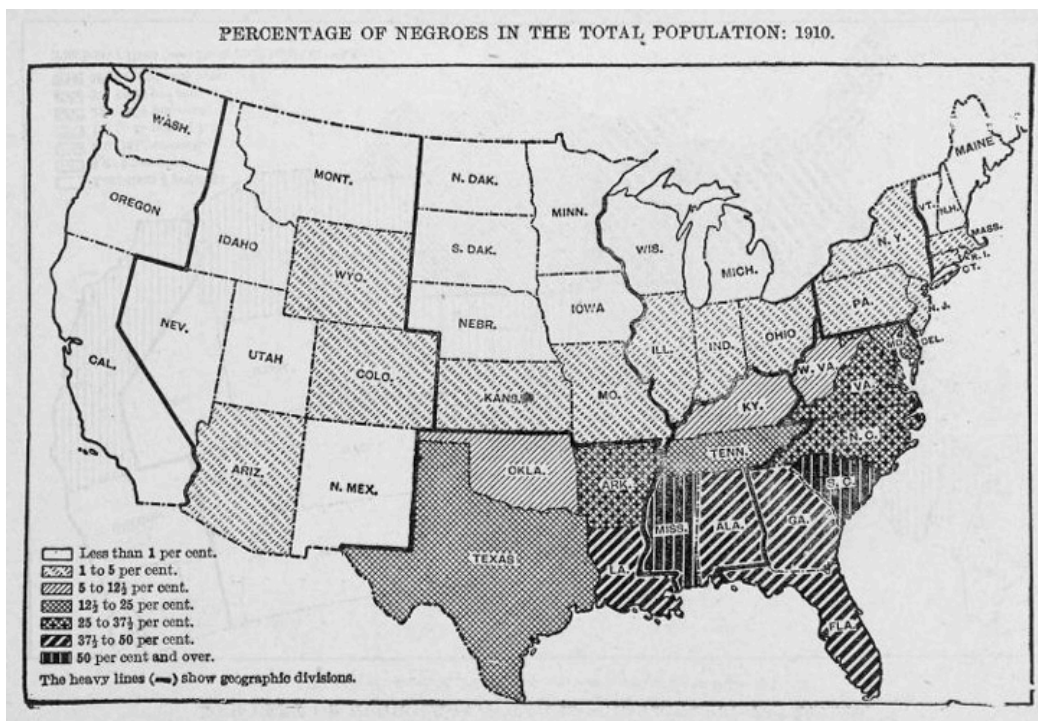 PERCENTAGE OF NEGROES IN THE TOTAL POPULATION: 1910.
WASH.
OREGON
CAL.
NEV.
IDAHO
MONT.
WYO.
UTAH
COLO.
ARIZ.
N. MEX.
N. DAK.
S. DAK.
NEBR.
KANS.
OKLA.
TEXAS
MINN.
IOWA
MO.
ARK.
LA.
WIS.
MICH.
ILL.
IND.
OHIO
KY.
TENN.
MISS.
ALA.
GA.
FLA.
S. C.
N. C.
VA.
W. VA.
MD.
DEL.
PA.
N. J.
N. Y.
CT.
R. I.
MASS.
VT.
N.H.
MAINE
Less than 1 per cent.
1 to 5 per cent.
5 to 12½ per cent.
12½ to 25 per cent.
25 to 37½ per cent.
37½ to 50 per cent.
50 per cent and over.
The heavy lines (▬) show geographic divisions.